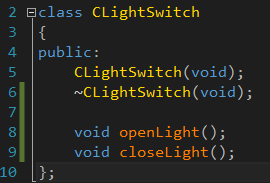 2 class CLightSwitch
3 {
4 public:
5 CLightSwitch(void);
6 ~CLightSwitch(void);
7
8 void openLight();
9 void closeLight();
10 };